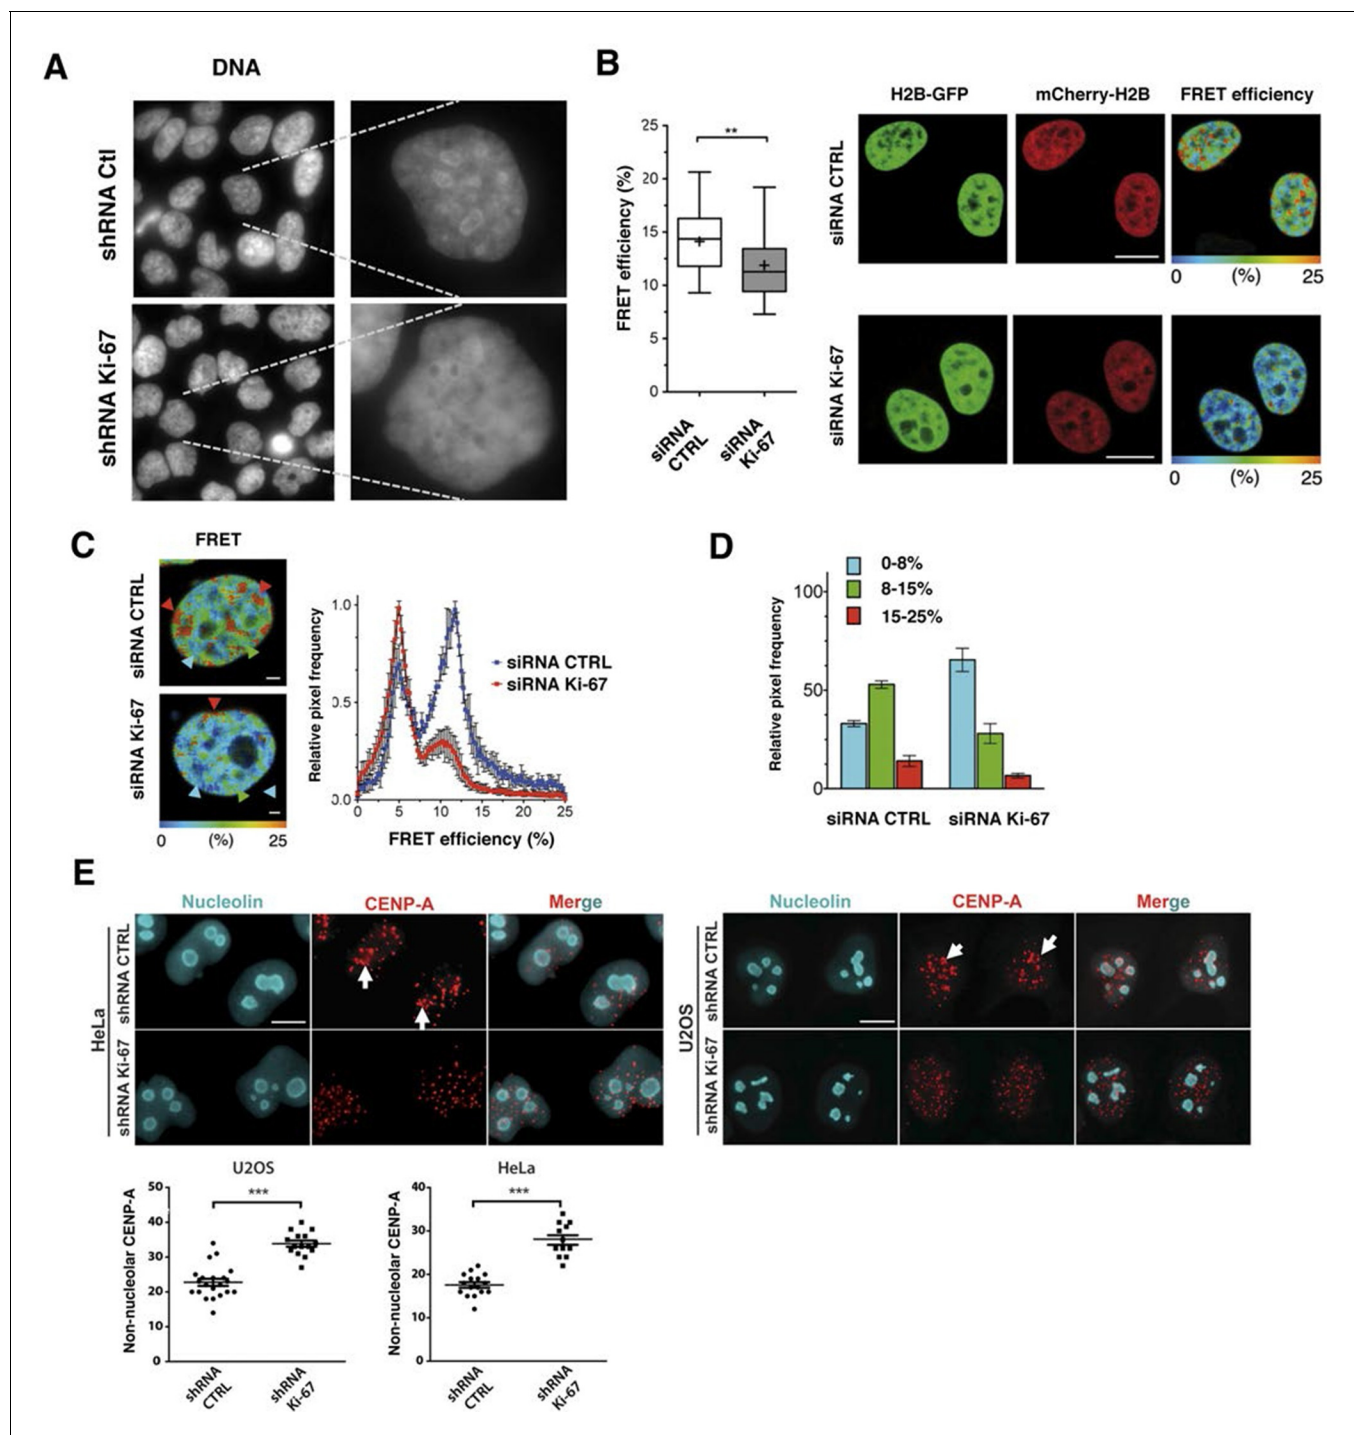 A
DNA
shRNA Ctl
shRNA Ki-67
B
FRET efficiency (%)
25
20
15
10
5
0
**
siRNA CTRL
siRNA Ki-67
H2B-GFP
mCherry-H2B
FRET efficiency
siRNA CTRL
0 (%) 25
siRNA Ki-67
0 (%) 25
C
FRET
siRNA CTRL
siRNA Ki-67
0 (%) 25
Relative pixel frequency
1.0
0.5
0.0
0 5 10 15 20 25
FRET efficiency (%)
siRNA CTRL
siRNA Ki-67
D
0-8%
8-15%
15-25%
Relative pixel frequency
100
50
0
siRNA CTRL siRNA Ki-67
E
Nucleolin CENP-A Merge
HeLa
shRNA CTRL
shRNA Ki-67
Nucleolin CENP-A Merge
U2OS
shRNA CTRL
shRNA Ki-67
U2OS
Non-nucleolar CENP-A
50
40
30
20
10
0
***
shRNA CTRL
shRNA Ki-67
HeLa
Non-nucleolar CENP-A
40
30
20
10
0
***
shRNA CTRL
shRNA Ki-67